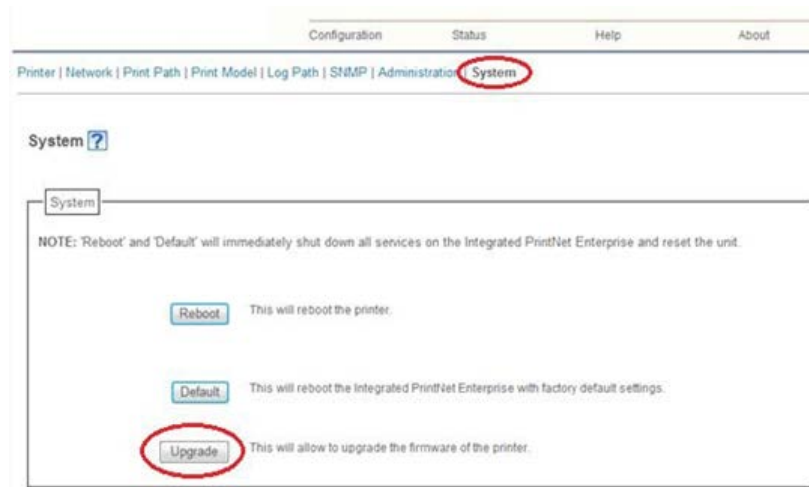 Configuration Status Help About
Printer | Network | Print Path | Print Model | Log Path | SNMP | Administration | System
System ?
System
NOTE: 'Reboot' and 'Default' will immediately shut down all services on the Integrated PrintNet Enterprise and reset the unit.
Reboot This will reboot the printer.
Default This will reboot the Integrated PrintNet Enterprise with factory default settings.
Upgrade This will allow to upgrade the firmware of the printer.